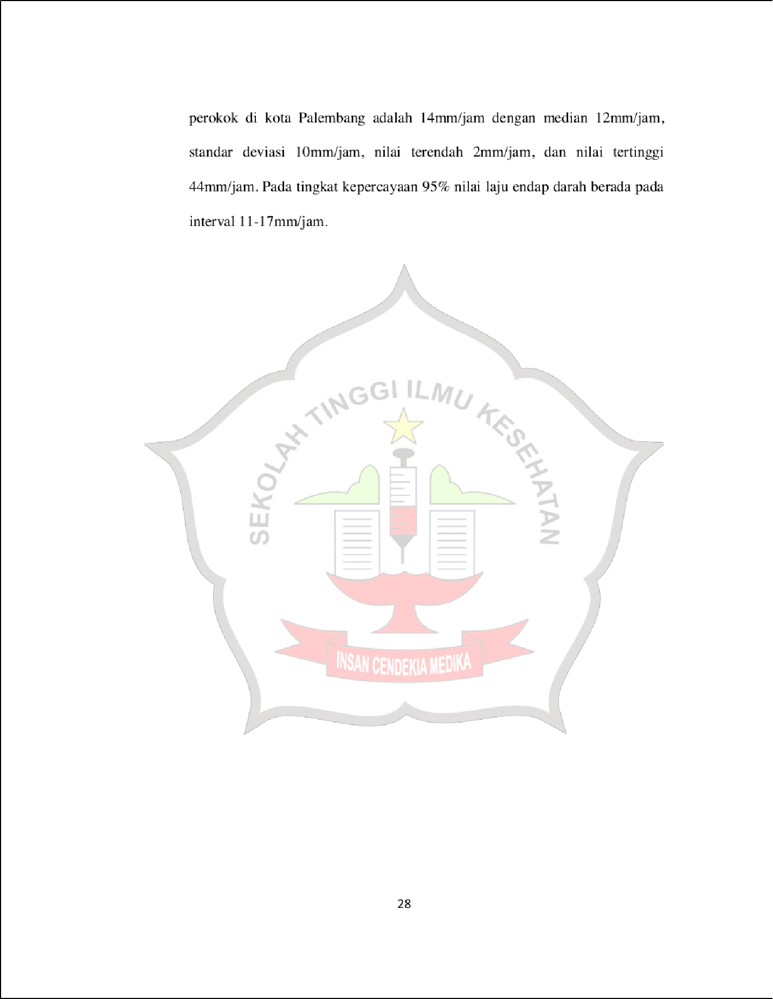 perokok di kota Palembang adalah 14mm/jam dengan median 12mm/jam,
standar deviasi 10mm/jam, nilai terendah 2mm/jam, dan nilai tertinggi
44mm/jam. Pada tingkat kepercayaan 95% nilai laju endap darah berada pada
interval 11-17mm/jam.
SEKOLAH TINGGI ILMU KESEHATAN
INSAN CENDEKIA MEDIKA
28